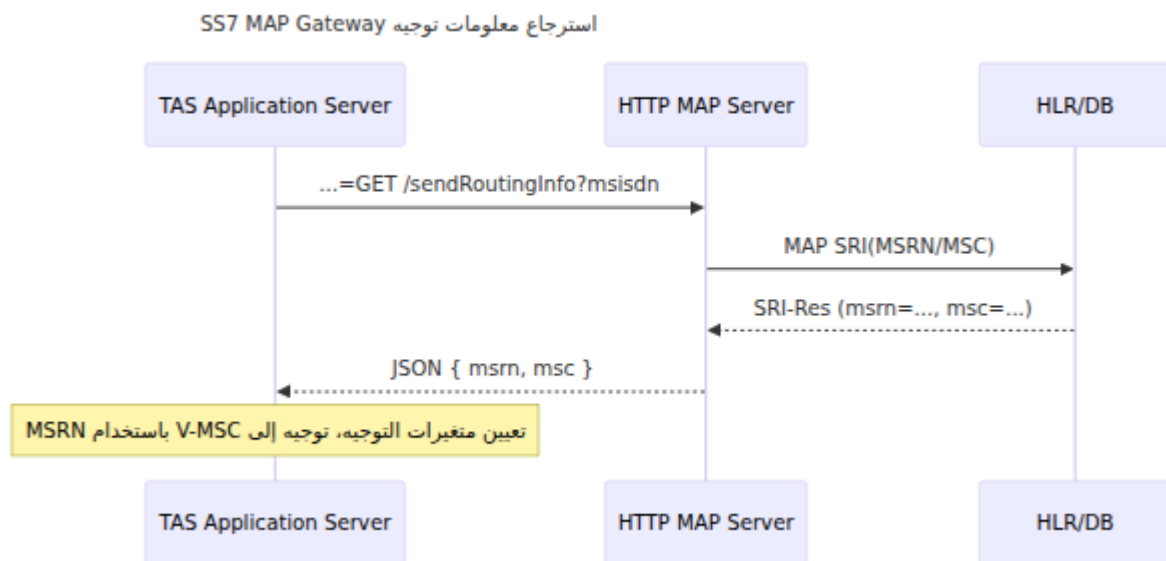 استرجاع معلومات توجيه SS7 MAP Gateway
TAS Application Server
HTTP MAP Server
HLR/DB
...=GET /sendRoutingInfo?msisdn
MAP SRI(MSRN/MSC)
SRI-Res (msrn=..., msc=...)
JSON { msrn, msc }
تعيين متغيرات التوجيه، توجيه إلى V-MSC باستخدام MSRN
TAS Application Server
HTTP MAP Server
HLR/DB